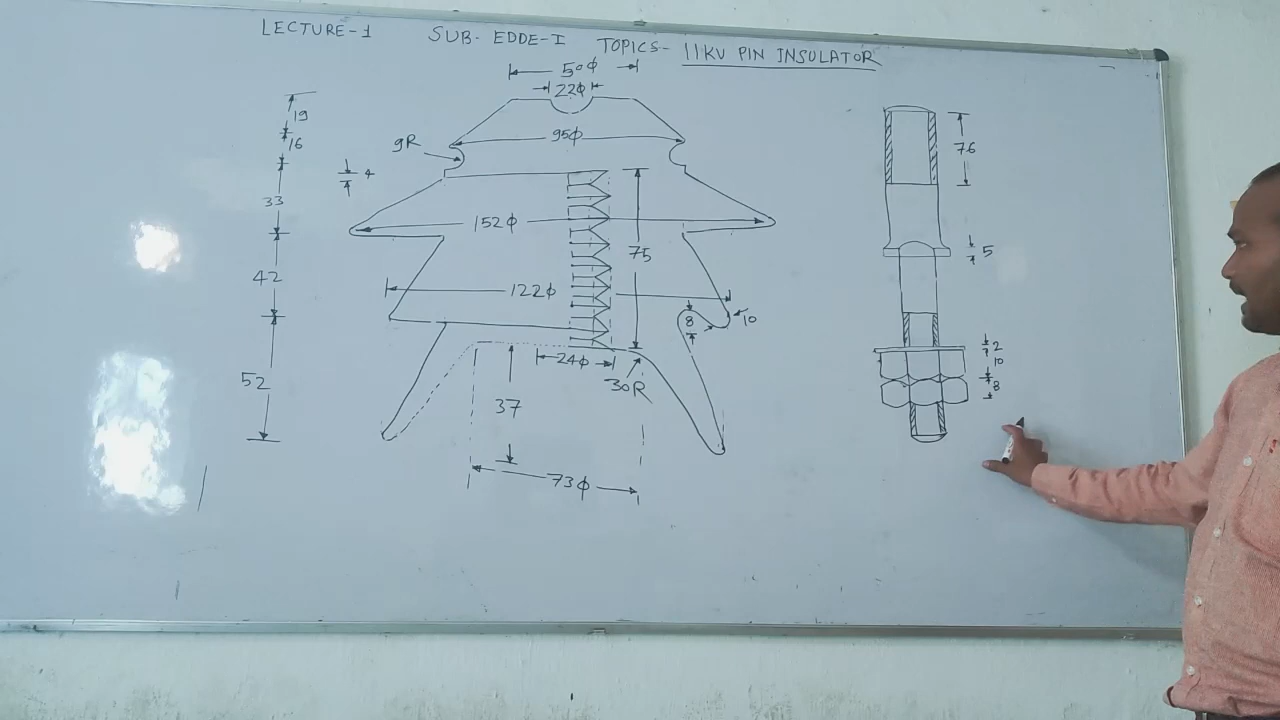 LECTURE-1 SUB- EDDE-I TOPICS- 11KV PIN INSULATOR
50ϕ
22ϕ
19
16
95ϕ
9R
4
33
152ϕ
75
42
122ϕ
8
10
24ϕ
30R
52
37
73ϕ
76
5
2
10
8